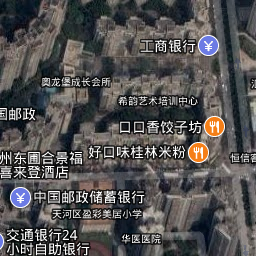 工商银行
奥龙堡成长会所
希韵艺术培训中心
国邮政
口口香饺子坊
州东圃合景福
喜来登酒店
好口味桂林米粉
恒信
中国邮政储蓄银行
天河区盈彩美居小学
交通银行24
小时自助银行
华医医院